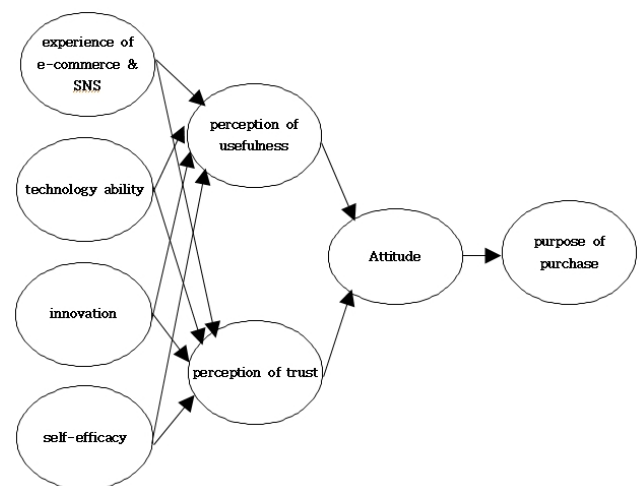 experience of
e-commerce &
SNS
perception of
usefulness
technology ability
Attitude
purpose of
purchase
innovation
perception of trust
self-efficacy